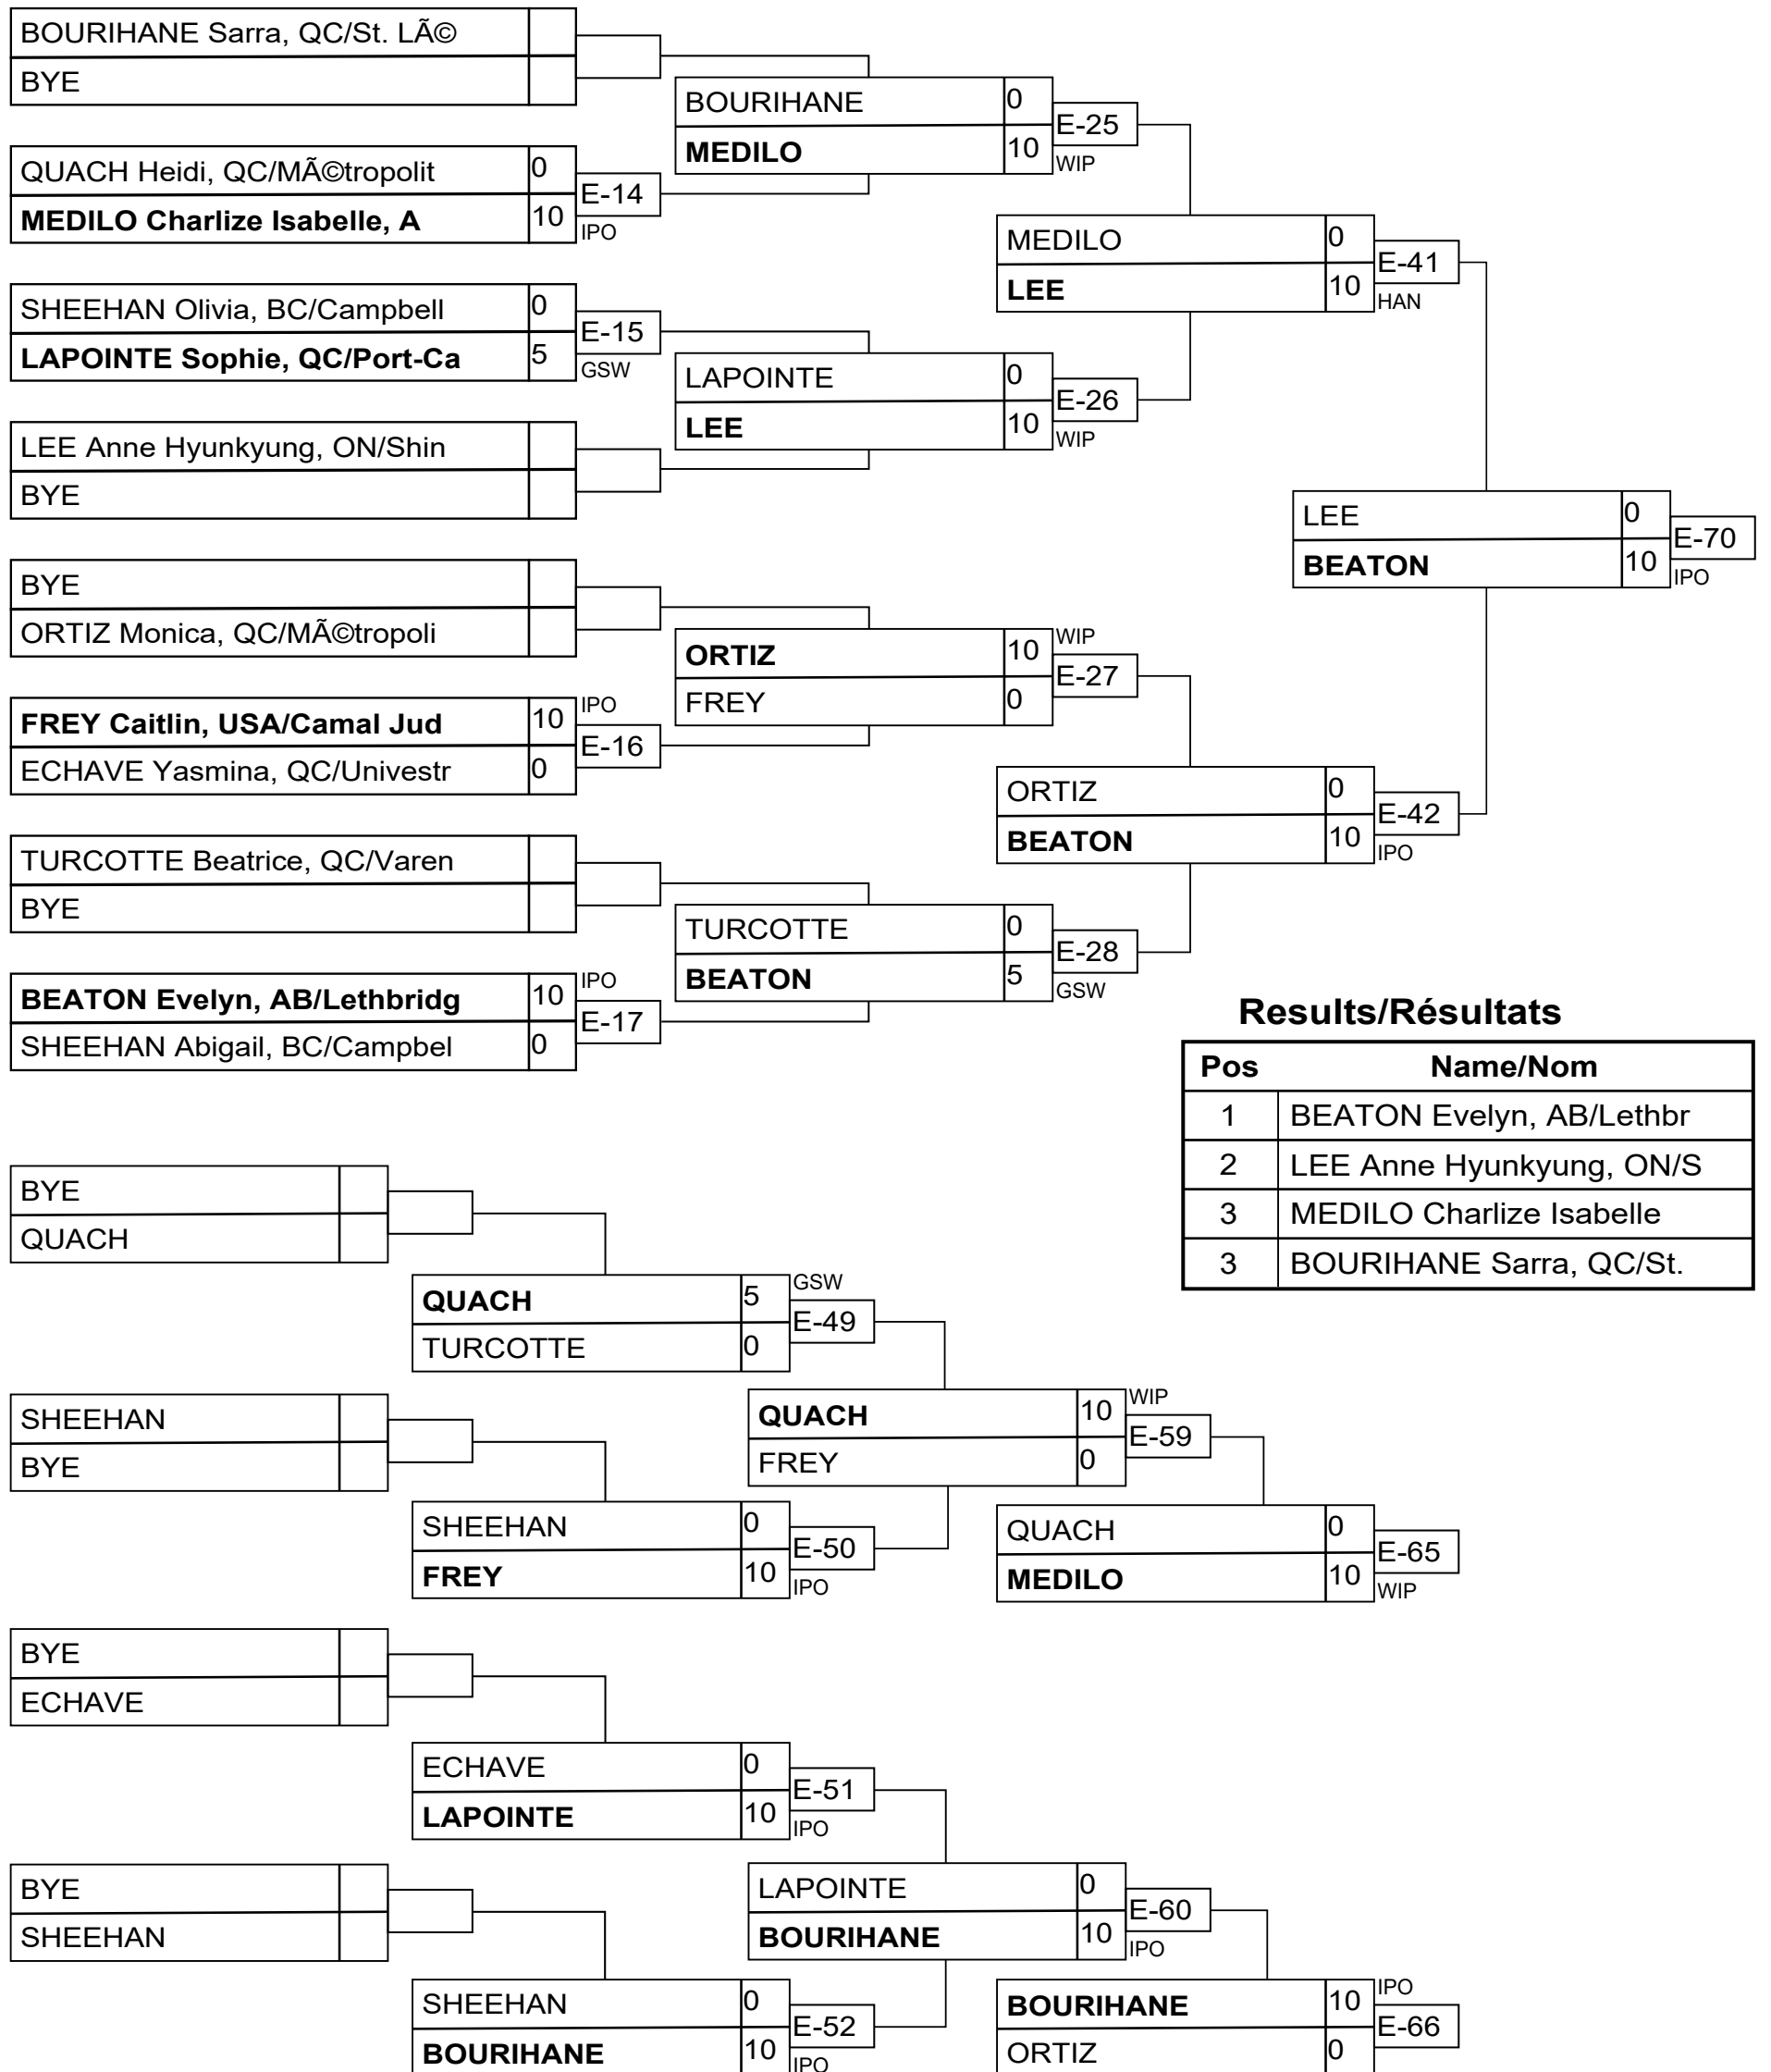 BOURIHANE Sarra, QC/St. LÃ©
BYE
BOURIHANE 0
E-25
MEDILO 10
WIP
QUACH Heidi, QC/MÃ©tropolit 0
E-14
MEDILO Charlize Isabelle, A 10
IPO
MEDILO 0
E-41
LEE 10
HAN
SHEEHAN Olivia, BC/Campbell 0
E-15
LAPOINTE Sophie, QC/Port-Ca 5
GSW
LAPOINTE 0
E-26
LEE 10
WIP
LEE Anne Hyunkyung, ON/Shin
BYE
LEE 0
E-70
BEATON 10
IPO
BYE
ORTIZ Monica, QC/MÃ©tropoli
WIP
ORTIZ 10
E-27
FREY 0
IPO
FREY Caitlin, USA/Camal Jud 10
E-16
ECHAVE Yasmina, QC/Univestr 0
ORTIZ 0
E-42
BEATON 10
IPO
TURCOTTE Beatrice, QC/Varen
BYE
TURCOTTE 0
E-28
BEATON 5
GSW
IPO
BEATON Evelyn, AB/Lethbridg 10
E-17
SHEEHAN Abigail, BC/Campbel 0
Results/Résultats
Pos Name/Nom
1 BEATON Evelyn, AB/Lethbr
2 LEE Anne Hyunkyung, ON/S
3 MEDILO Charlize Isabelle
3 BOURIHANE Sarra, QC/St.
BYE
QUACH
GSW
QUACH 5
E-49
TURCOTTE 0
WIP
QUACH 10
E-59
FREY 0
SHEEHAN
BYE
SHEEHAN 0
E-50
FREY 10
IPO
QUACH 0
E-65
MEDILO 10
WIP
BYE
ECHAVE
ECHAVE 0
E-51
LAPOINTE 10
IPO
LAPOINTE 0
E-60
BOURIHANE 10
IPO
BYE
SHEEHAN
SHEEHAN 0
E-52
BOURIHANE 10
IPO
IPO
BOURIHANE 10
E-66
ORTIZ 0